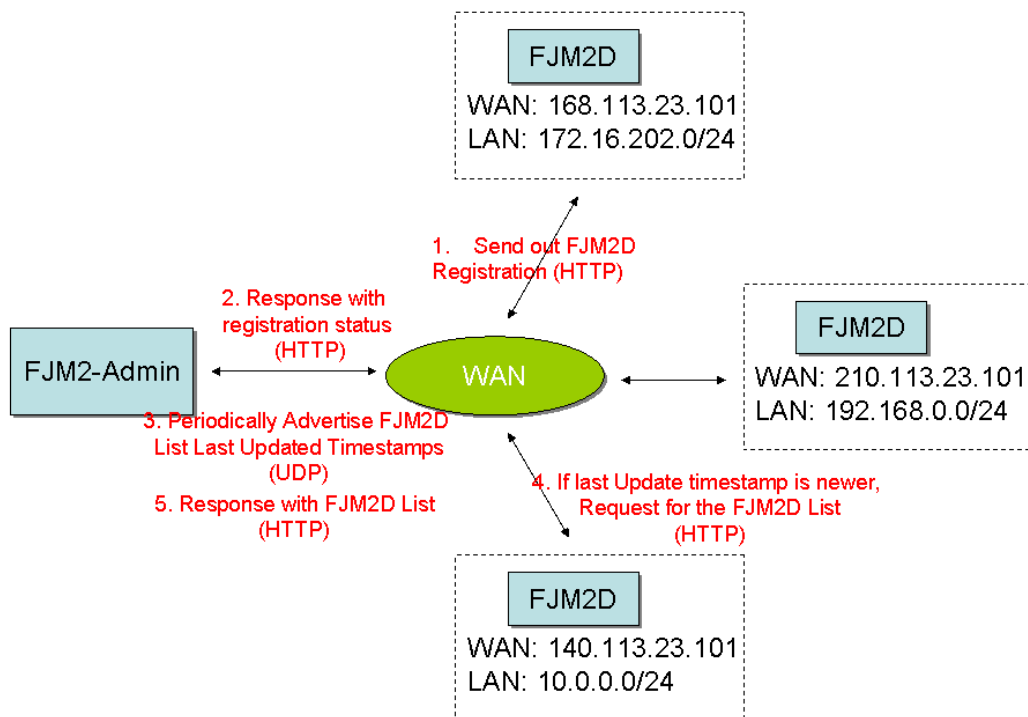 FJM2D
WAN: 168.113.23.101
LAN: 172.16.202.0/24
1. Send out FJM2D
Registration (HTTP)
2. Response with
registration status
(HTTP)
FJM2-Admin
WAN
FJM2D
WAN: 210.113.23.101
LAN: 192.168.0.0/24
3. Periodically Advertise FJM2D
List Last Updated Timestamps
(UDP)
5. Response with FJM2D List
(HTTP)
4. If last Update timestamp is newer,
Request for the FJM2D List
(HTTP)
FJM2D
WAN: 140.113.23.101
LAN: 10.0.0.0/24